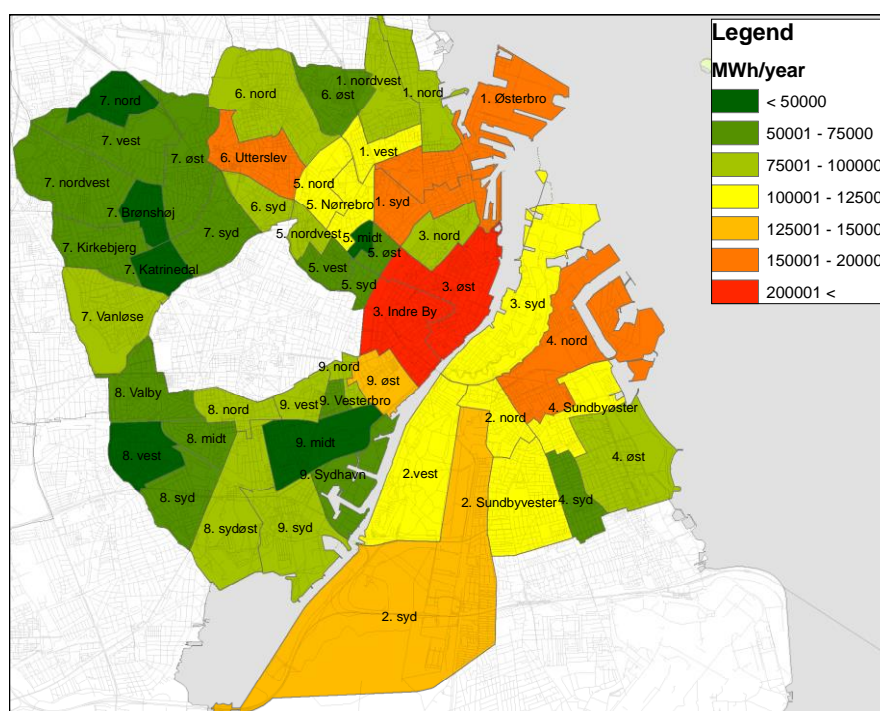 Legend
MWh/year
< 50000
50001 - 75000
75001 - 100000
100001 - 12500
125001 - 15000
150001 - 20000
200001 <
1. nordvest
6. øst
1. nord
1. Østerbro
7. nord
6. nord
7. vest
7. øst
1. vest
6. Utterslev
7. nordvest
5. nord
7. Brønshøj
5. Nørrebro
1. syd
6. syd
7. syd
5. nordvest
5. midt
3. nord
7. Kirkebjerg
5. øst
7. Katrinedal
5. vest
5. syd
3. øst
3. syd
7. Vanløse
3. Indre By
4. nord
9. nord
9. øst
8. Valby
8. nord
9. vest
9. Vesterbro
4. Sundbyøster
2. nord
8. midt
9. midt
8. vest
4. øst
9. Sydhavn
2.vest
8. syd
2. Sundbyvester
4. syd
8. sydøst
9. syd
2. syd